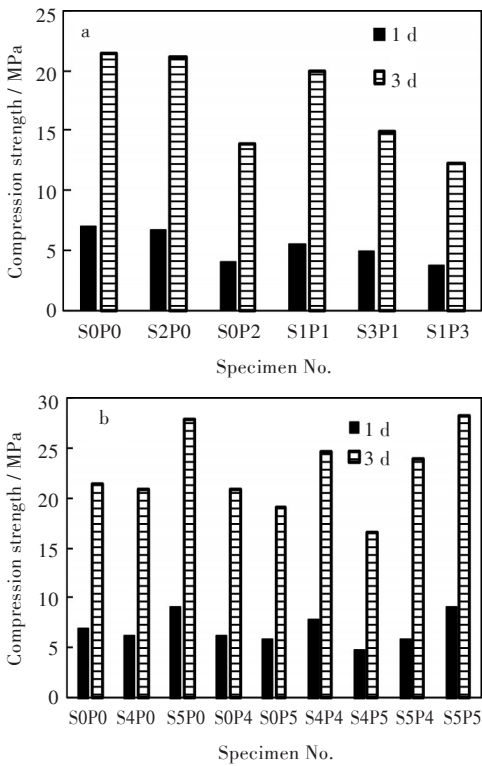 a
1 d
3 d
25
20
15
10
5
0
Compression strength / MPa
S0P0 S2P0 S0P2 S1P1 S3P1 S1P3
Specimen No.
b
1 d
3 d
30
25
20
15
10
5
0
Compression strength / MPa
S0P0 S4P0 S5P0 S0P4 S0P5 S4P4 S4P5 S5P4 S5P5
Specimen No.